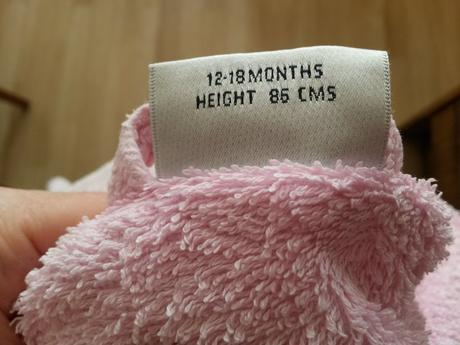 12-18 MONTHS
HEIGHT 86 CMS